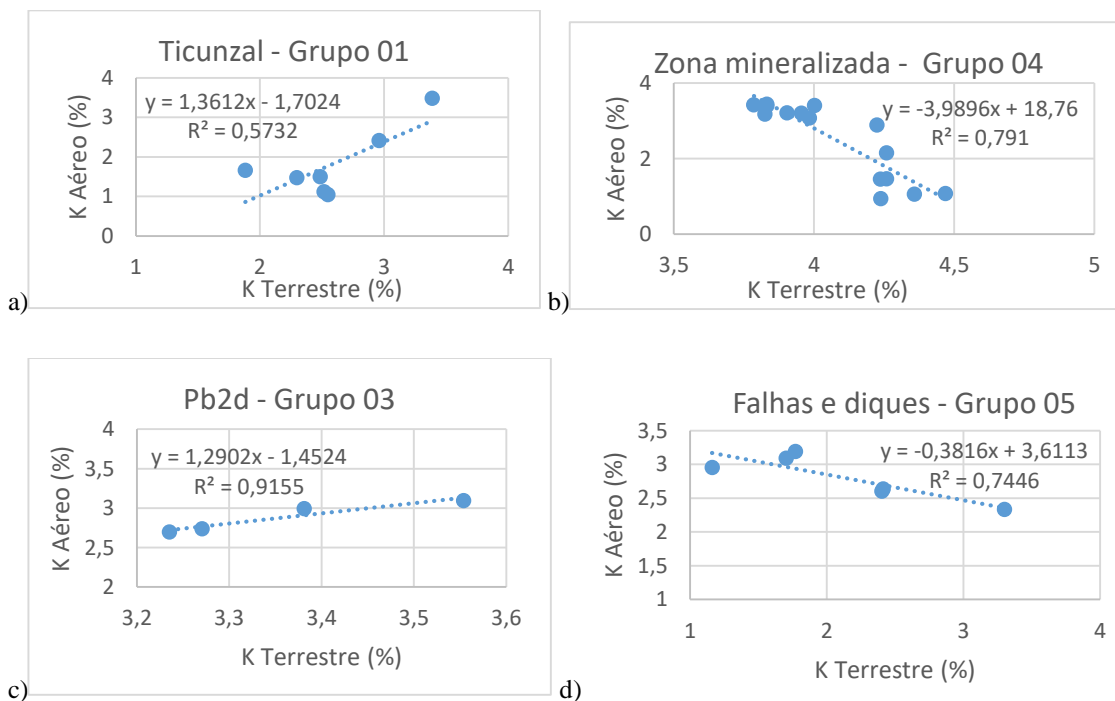 Ticunzal - Grupo 01
y = 1,3612x - 1,7024
R² = 0,5732
K Aéreo (%)
4
3
2
1
0
1 2 3 4
K Terrestre (%)
a)
Zona mineralizada - Grupo 04
y = -3,9896x + 18,76
R² = 0,791
K Aéreo (%)
4
2
0
3,5 4 4,5 5
K Terrestre (%)
b)
Pb2d - Grupo 03
y = 1,2902x - 1,4524
R² = 0,9155
K Aéreo (%)
4
3,5
3
2,5
2
3,2 3,3 3,4 3,5 3,6
K Terrestre (%)
c)
Falhas e diques - Grupo 05
y = -0,3816x + 3,6113
R² = 0,7446
K Aéreo (%)
3,5
3
2,5
2
1,5
1
1 2 3 4
K Terrestre (%)
d)